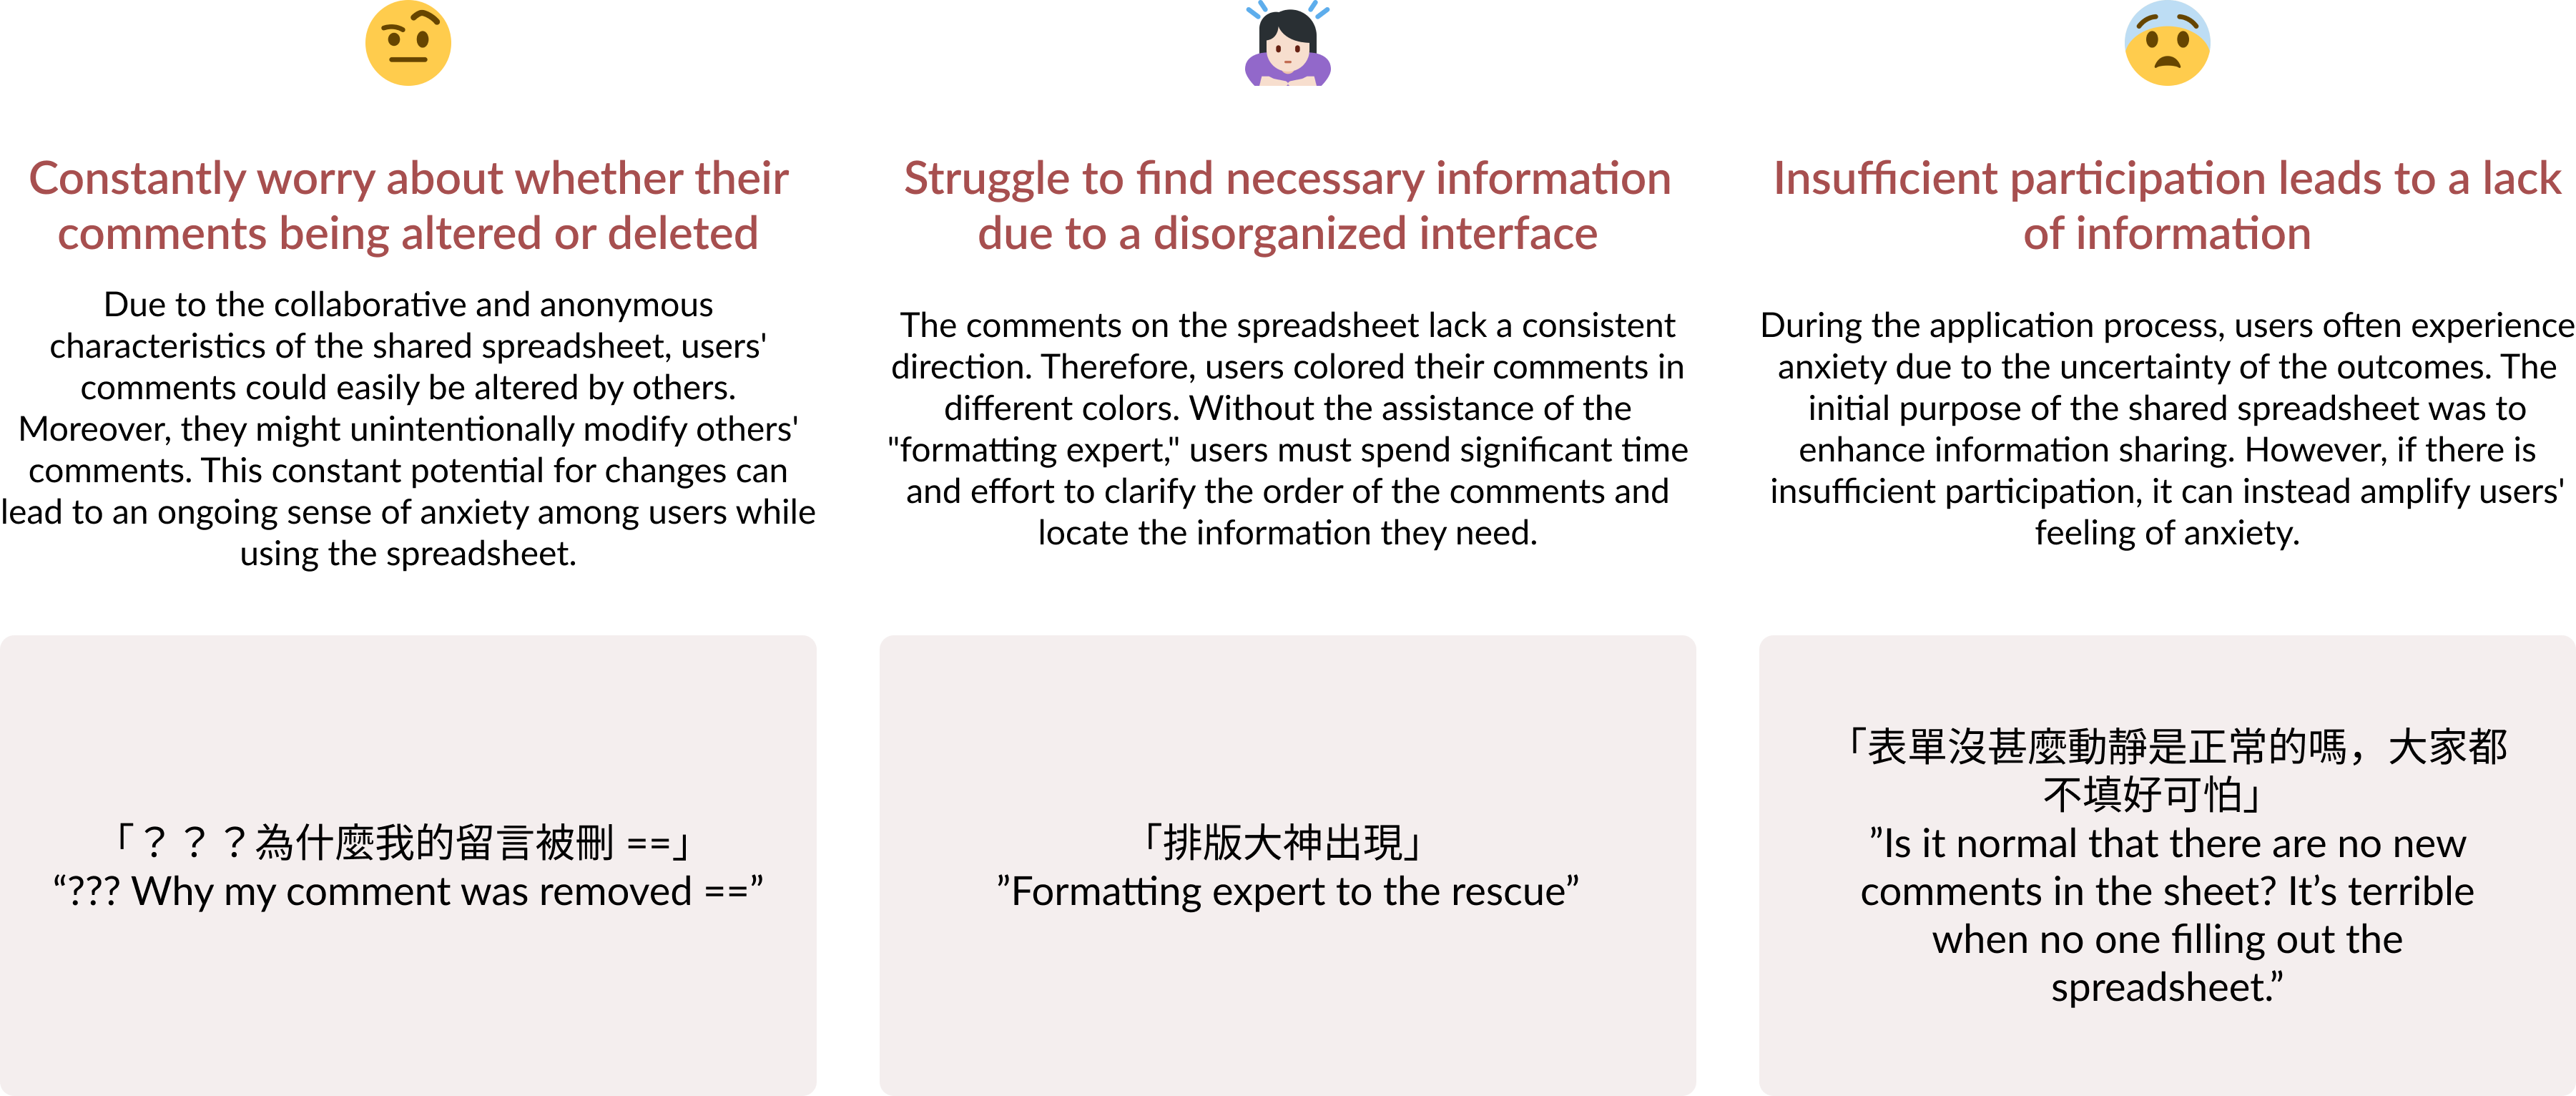 Constantly worry about whether their
comments being altered or deleted
Due to the collaborative and anonymous
characteristics of the shared spreadsheet, users'
comments could easily be altered by others.
Moreover, they might unintentionally modify others'
comments. This constant potential for changes can
lead to an ongoing sense of anxiety among users while
using the spreadsheet.
「？？？為什麼我的留言被刪 ==」
“??? Why my comment was removed ==”
Struggle to find necessary information
due to a disorganized interface
The comments on the spreadsheet lack a consistent
direction. Therefore, users colored their comments in
different colors. Without the assistance of the
"formatting expert," users must spend significant time
and effort to clarify the order of the comments and
locate the information they need.
「排版大神出現」
”Formatting expert to the rescue”
Insufficient participation leads to a lack
of information
During the application process, users often experience
anxiety due to the uncertainty of the outcomes. The
initial purpose of the shared spreadsheet was to
enhance information sharing. However, if there is
insufficient participation, it can instead amplify users'
feeling of anxiety.
「表單沒甚麼動靜是正常的嗎，大家都
不填好可怕」
”Is it normal that there are no new
comments in the sheet? It’s terrible
when no one filling out the
spreadsheet.”